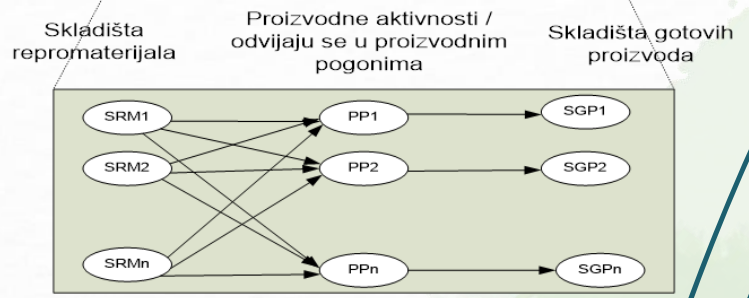 Skladišta
repromaterijala
Proizvodne aktivnosti /
odvijaju se u proizvodnim
pogonima
Skladišta gotovih
proizvoda
SRM1
PP1
SGP1
SRM2
PP2
SGP2
SRMn
PPn
SGPn